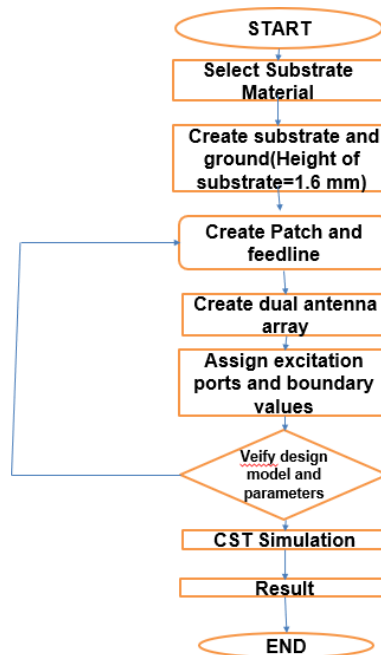 START
Select Substrate
Material
Create substrate and
ground(Height of
substrate=1.6 mm)
Create Patch and
feedline
Create dual antenna
array
Assign excitation
ports and boundary
values
Veify design
model and
parameters
CST Simulation
Result
END